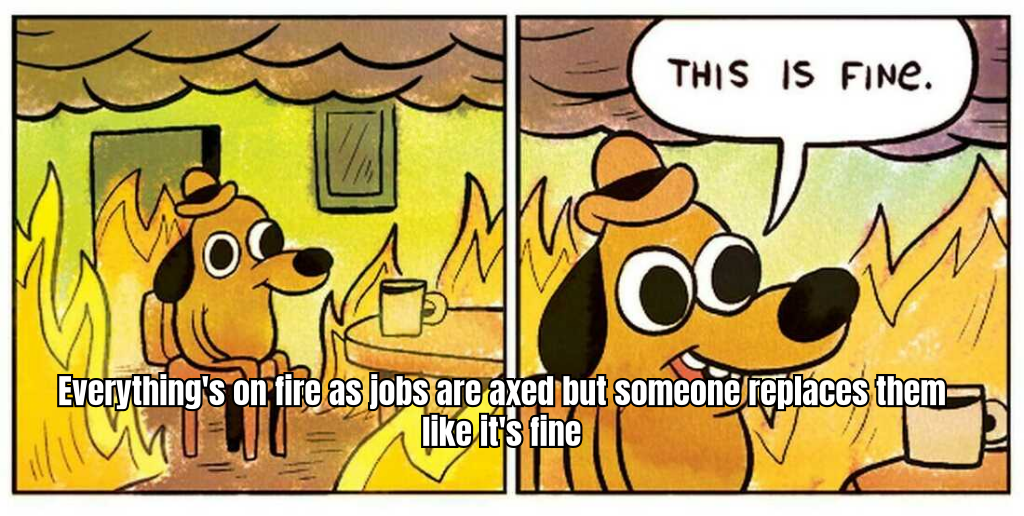 THIS IS FINE.
Everything's on fire as jobs are axed but someone replaces them
like it's fine